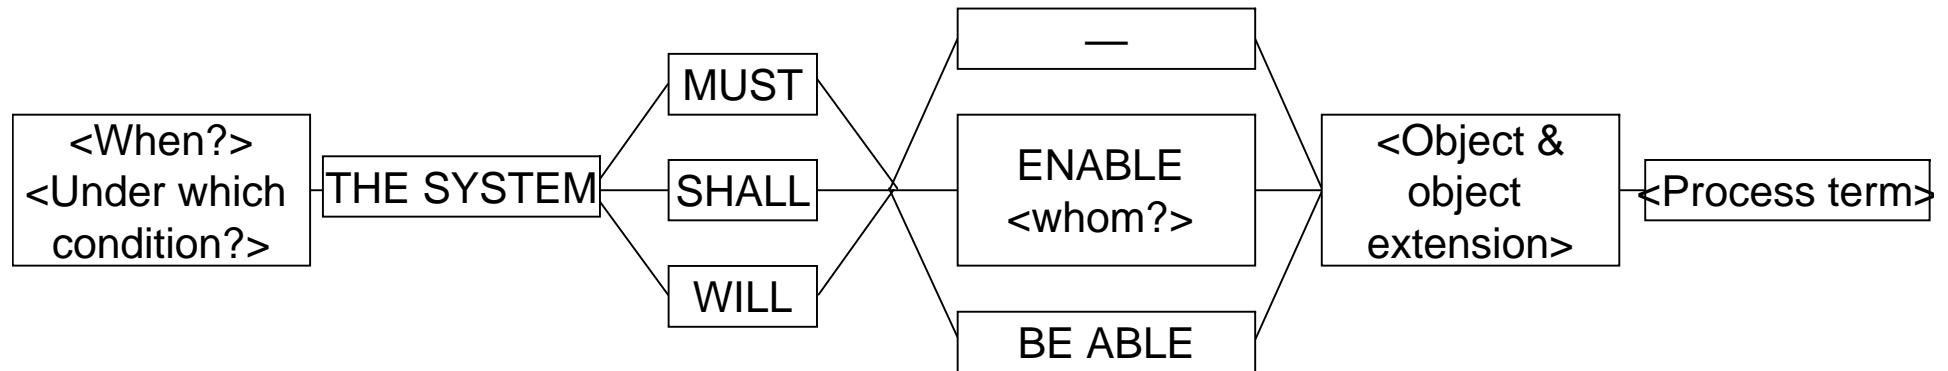 <When?>
<Under which
condition?>
THE SYSTEM
MUST
SHALL
WILL
—
ENABLE
<whom?>
BE ABLE
<Object &
object
extension>
<Process term>